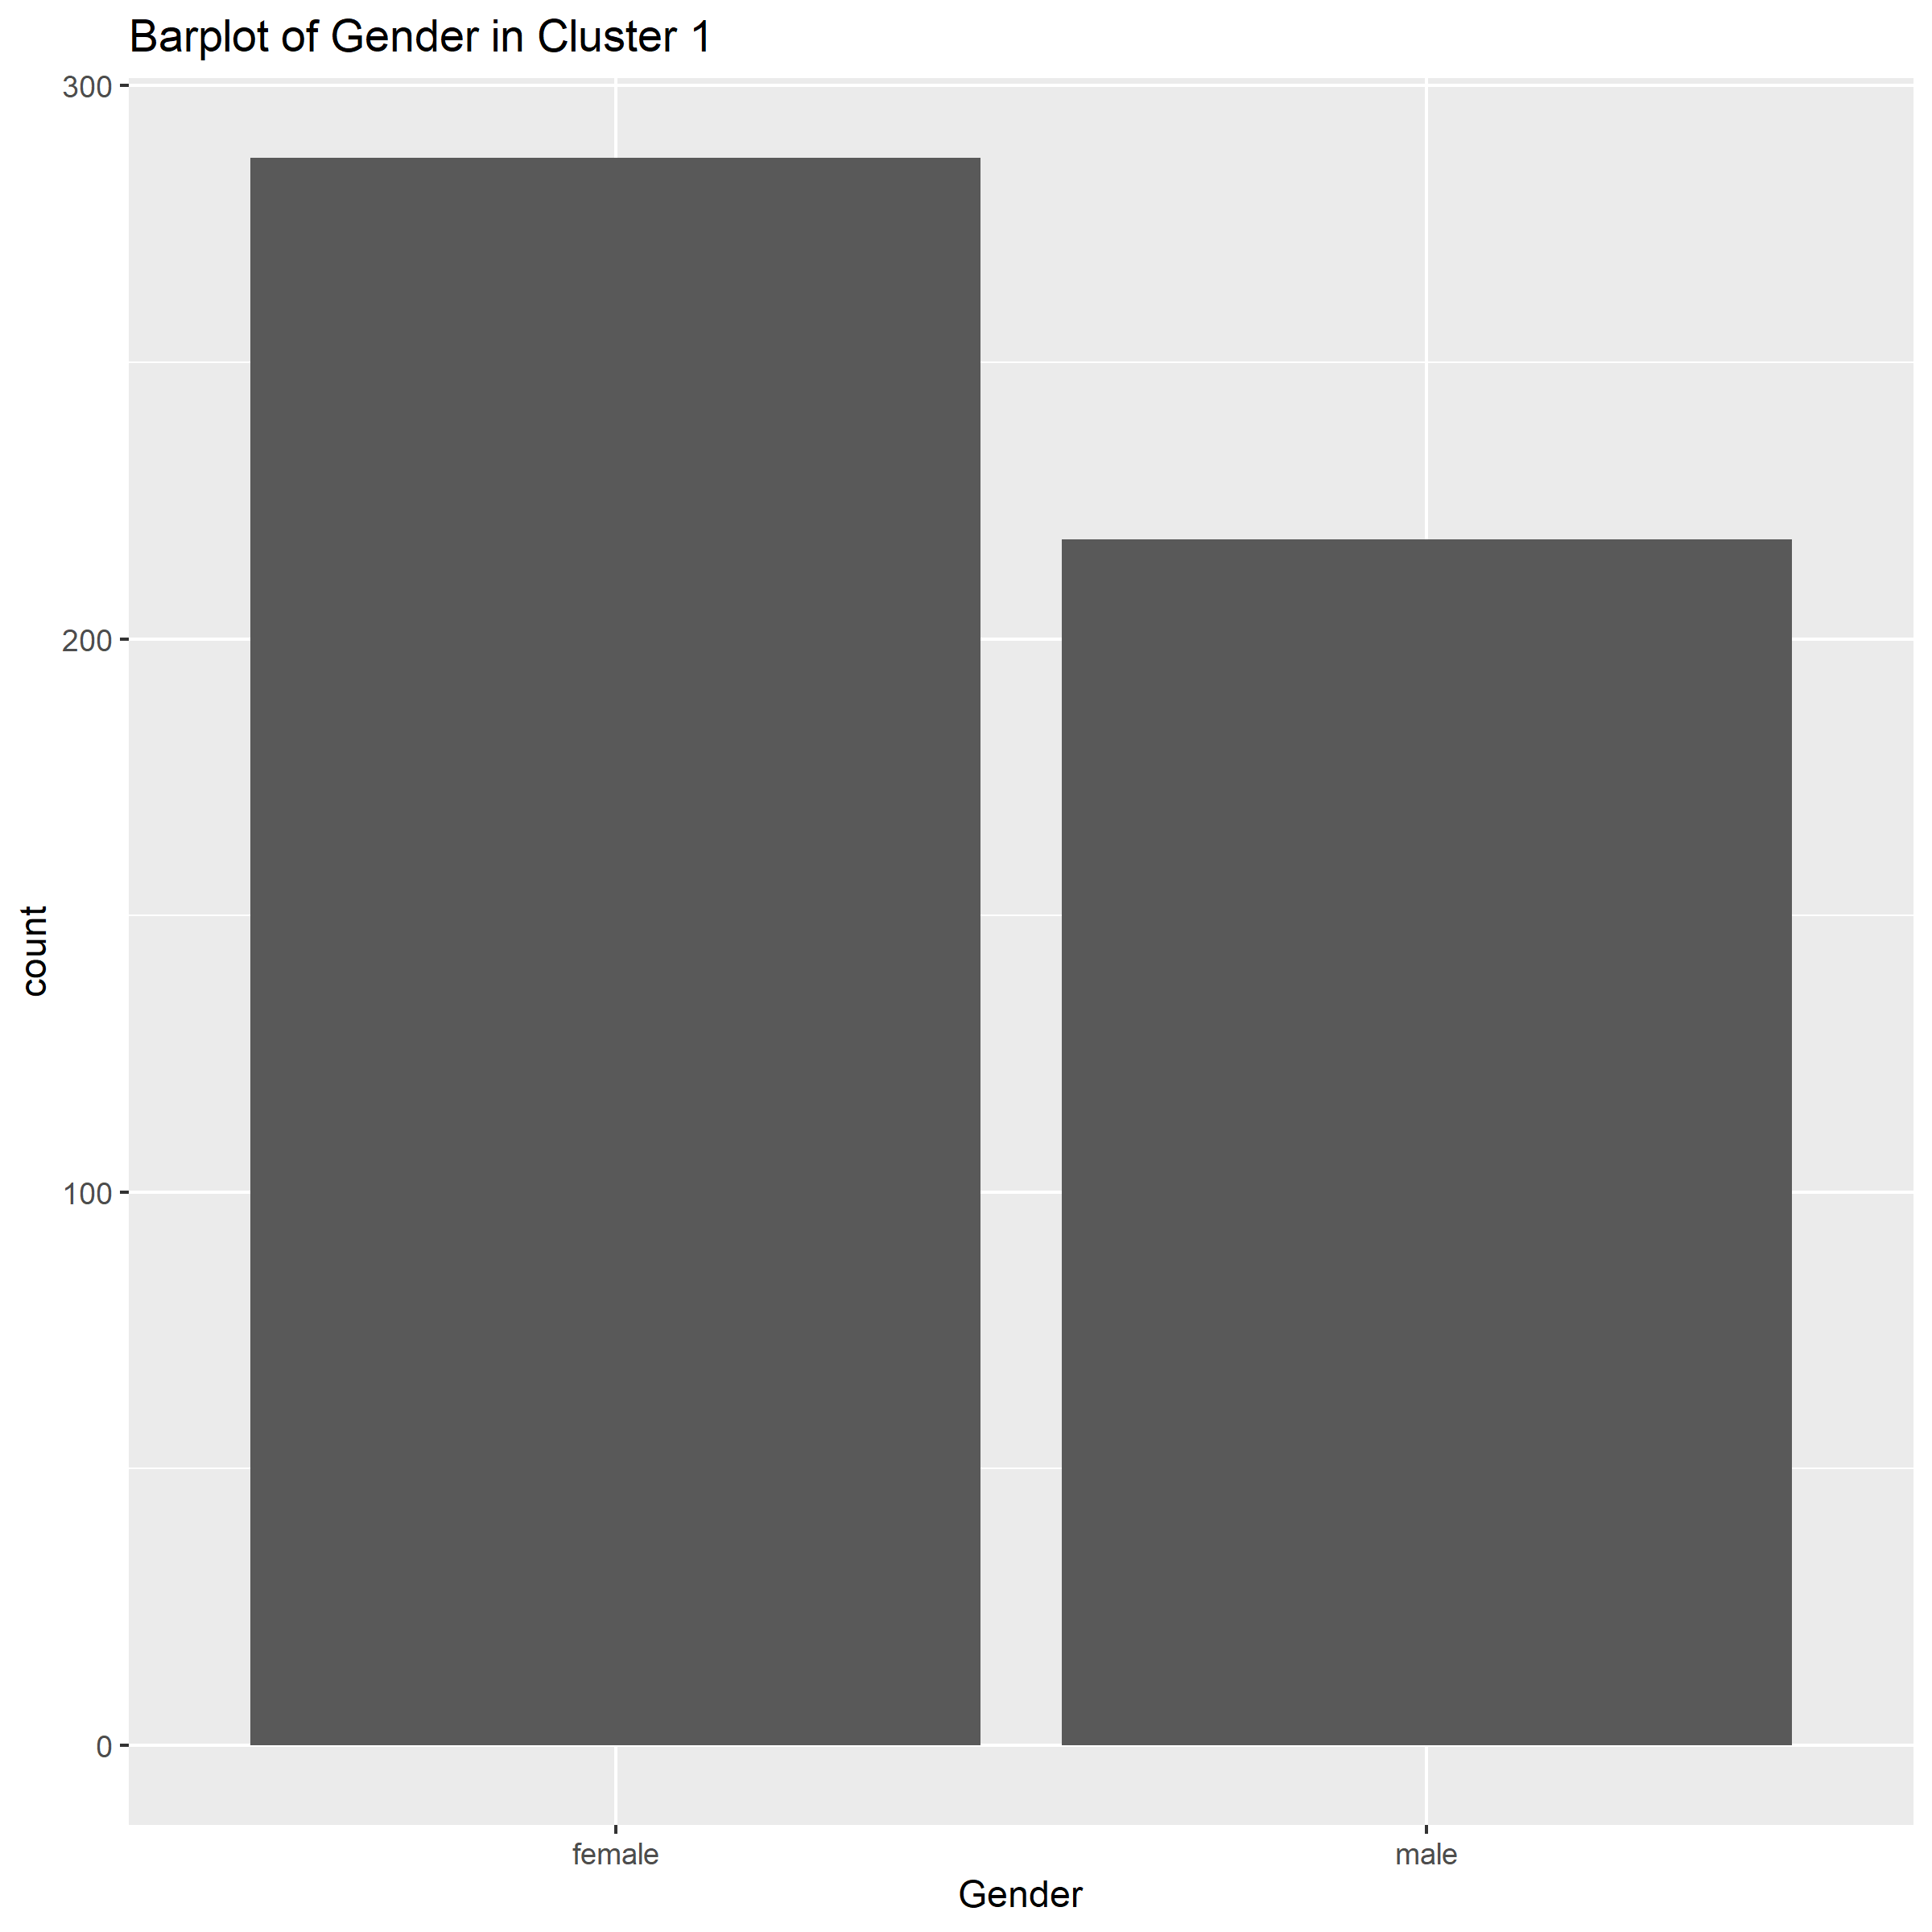 Barplot of Gender in Cluster 1
300
200
100
0
count
female
male
Gender